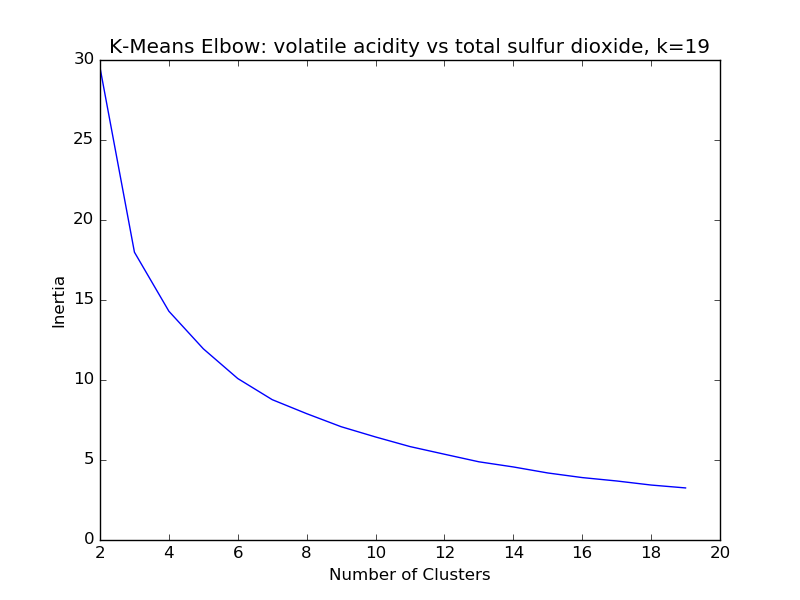 K-Means Elbow: volatile acidity vs total sulfur dioxide, k=19
30
25
20
15
10
5
0
Inertia
2 4 6 8 10 12 14 16 18 20
Number of Clusters